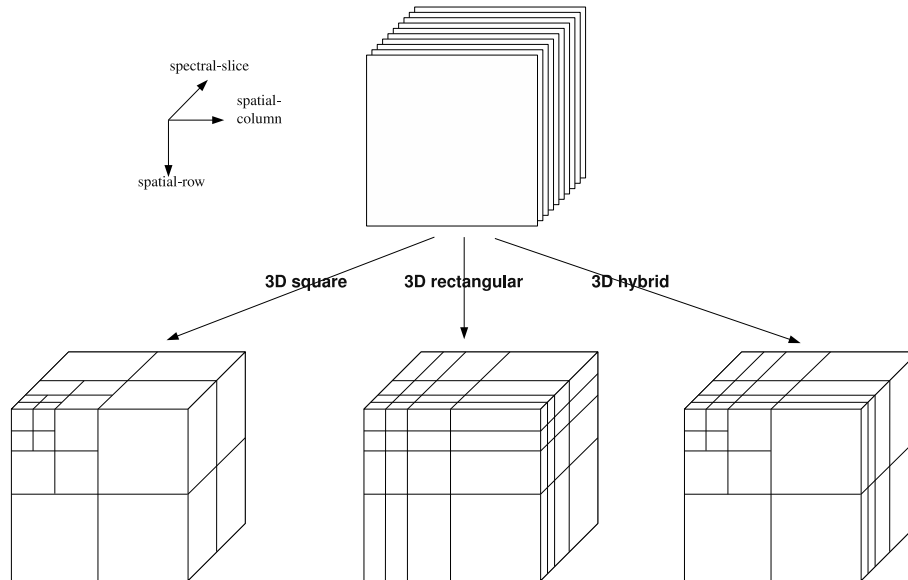 spectral-slice
spatial-
column
spatial-row
3D square
3D rectangular
3D hybrid